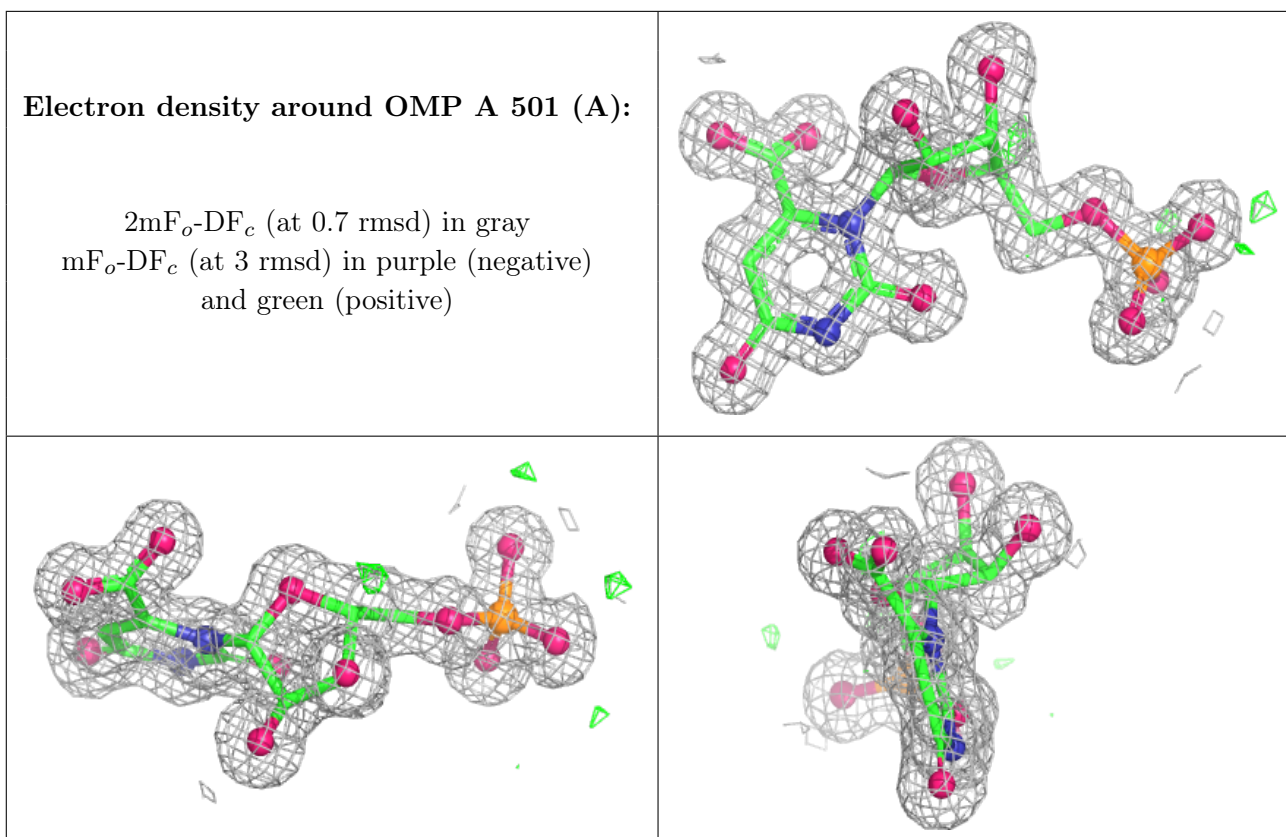 Electron density around OMP A 501 (A):
2mFo-DFc (at 0.7 rmsd) in gray
mFo-DFc (at 3 rmsd) in purple (negative)
and green (positive)